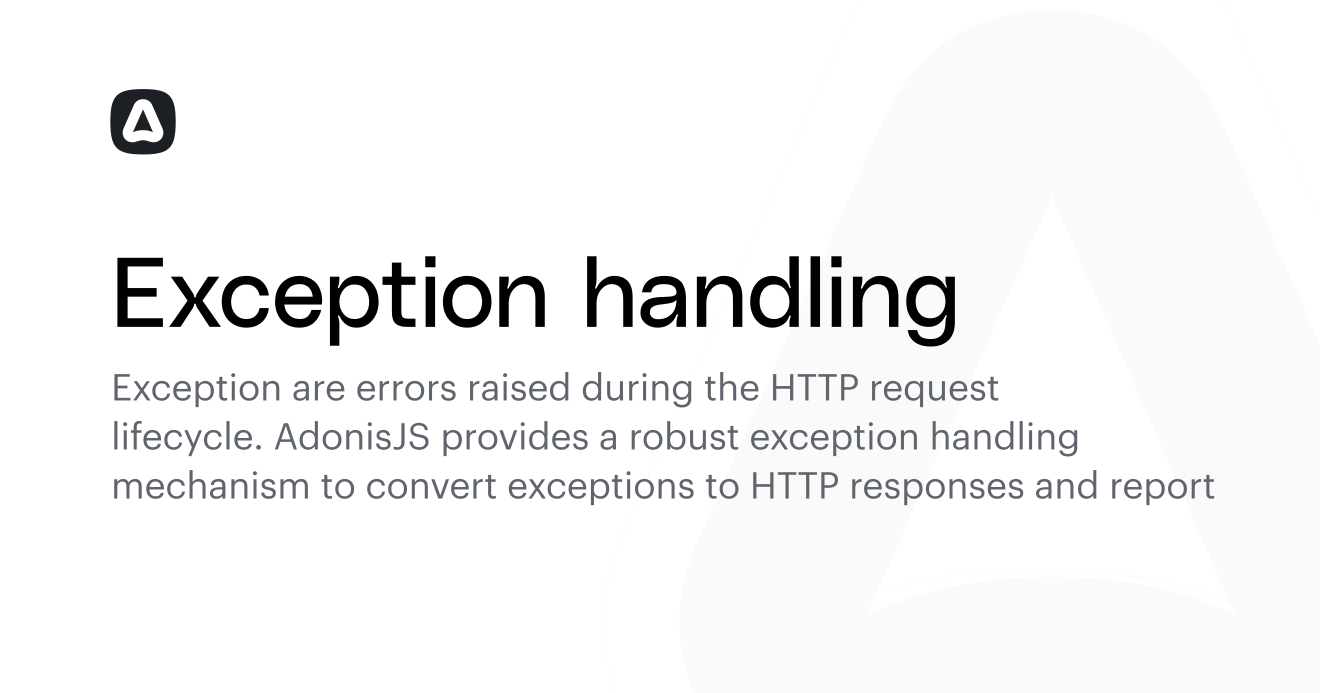 Exception handling
Exception are errors raised during the HTTP request
lifecycle. AdonisJS provides a robust exception handling
mechanism to convert exceptions to HTTP responses and report